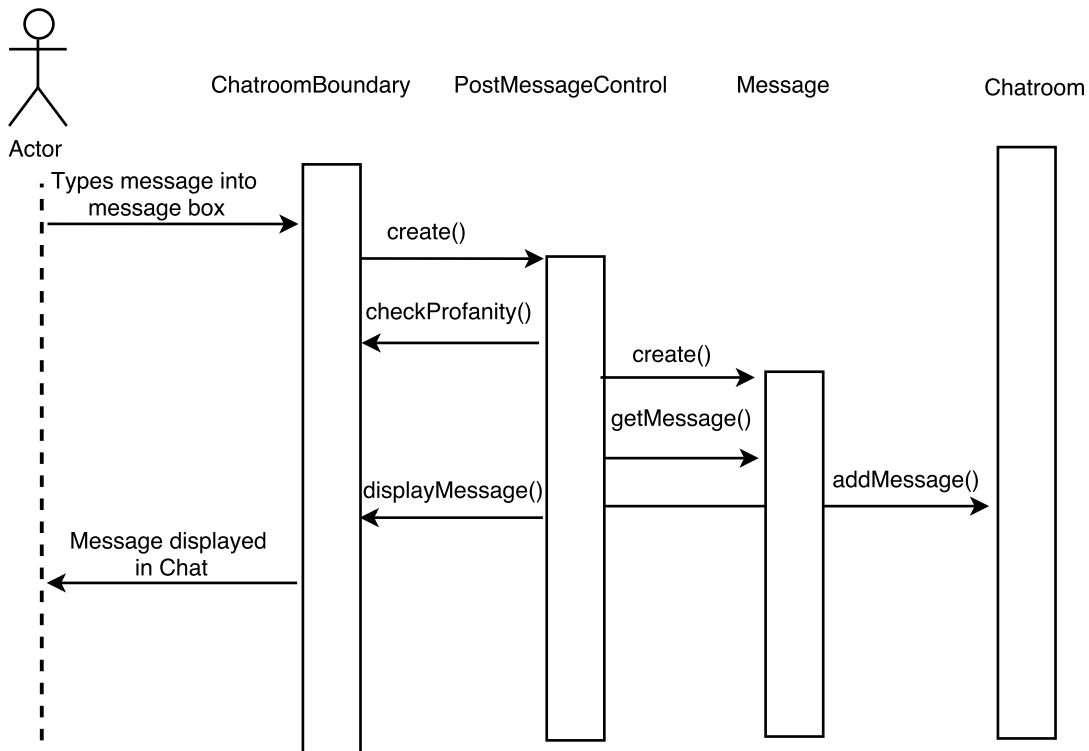 ChatroomBoundary
PostMessageControl
Message
Chatroom
Actor
Types message into
message box
create()
checkProfanity()
create()
getMessage()
addMessage()
displayMessage()
Message displayed
in Chat